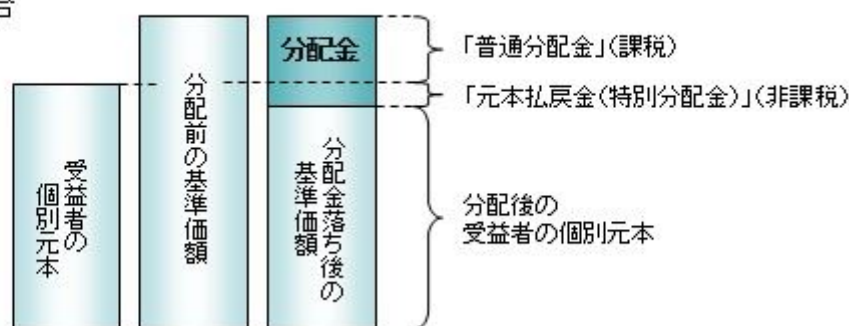 分配金
「普通分配金」(課税)
「元本払戻金(特別分配金)」(非課税)
受益者の
個別元本
分配前の基準価額
分配金落ち後の
基準価額
分配後の
受益者の個別元本